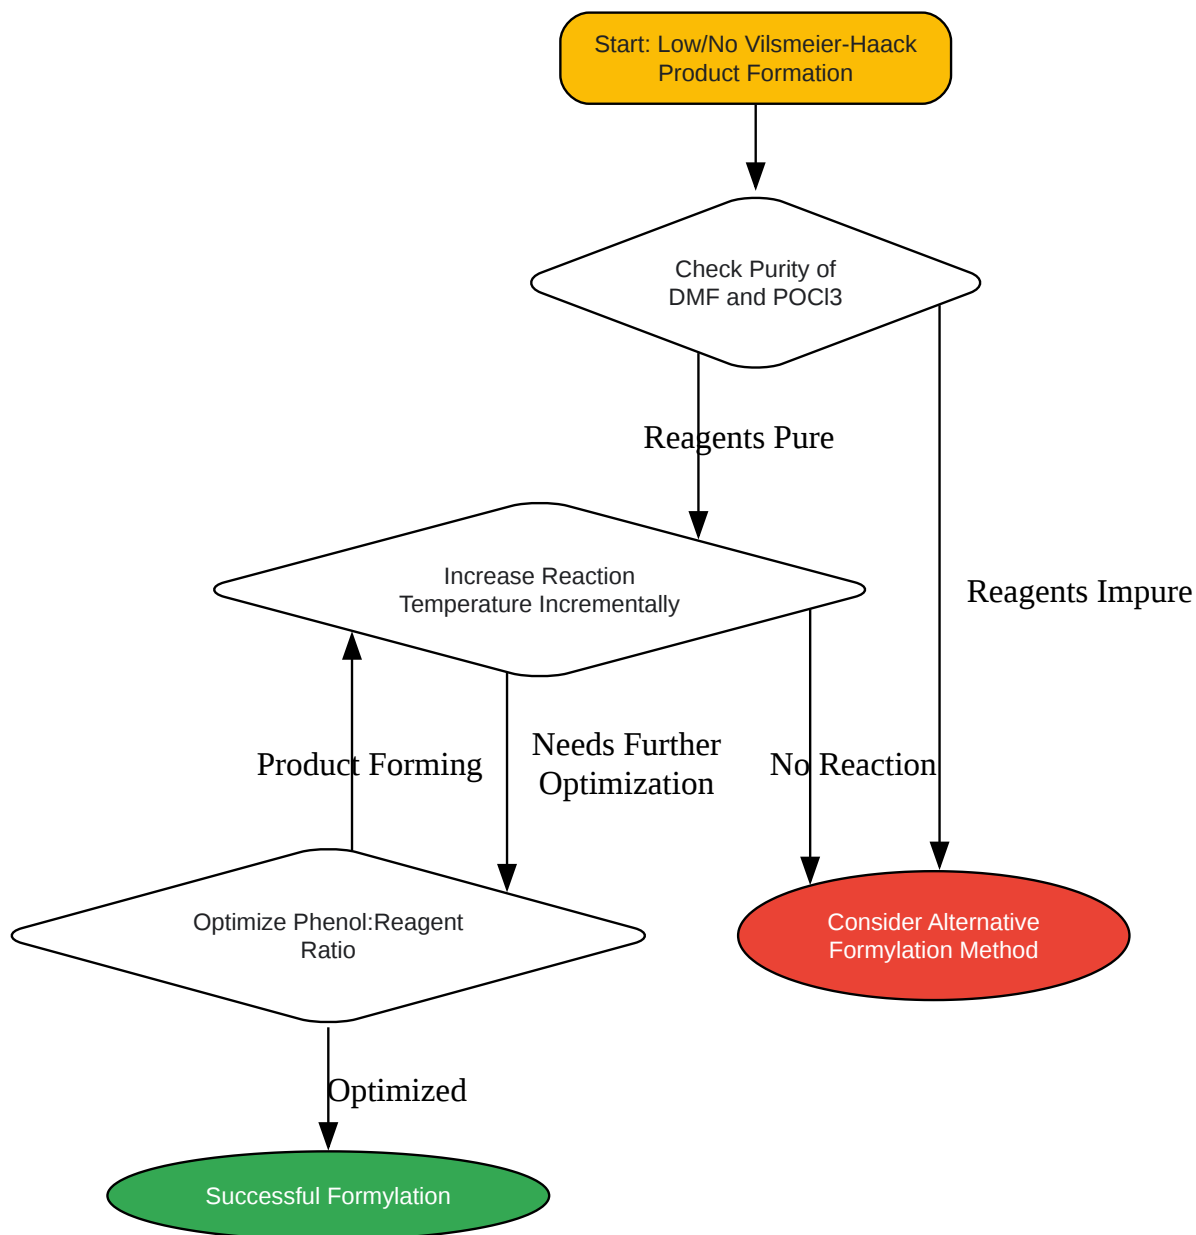 Start: Low/No Vilsmeier-Haack
Product Formation
Check Purity of
DMF and POCl3
Reagents Pure
Reagents Impure
Increase Reaction
Temperature Incrementally
Product Forming
Needs Further
Optimization
No Reaction
Optimize Phenol:Reagent
Ratio
Consider Alternative
Formylation Method
Optimized
Successful Formylation